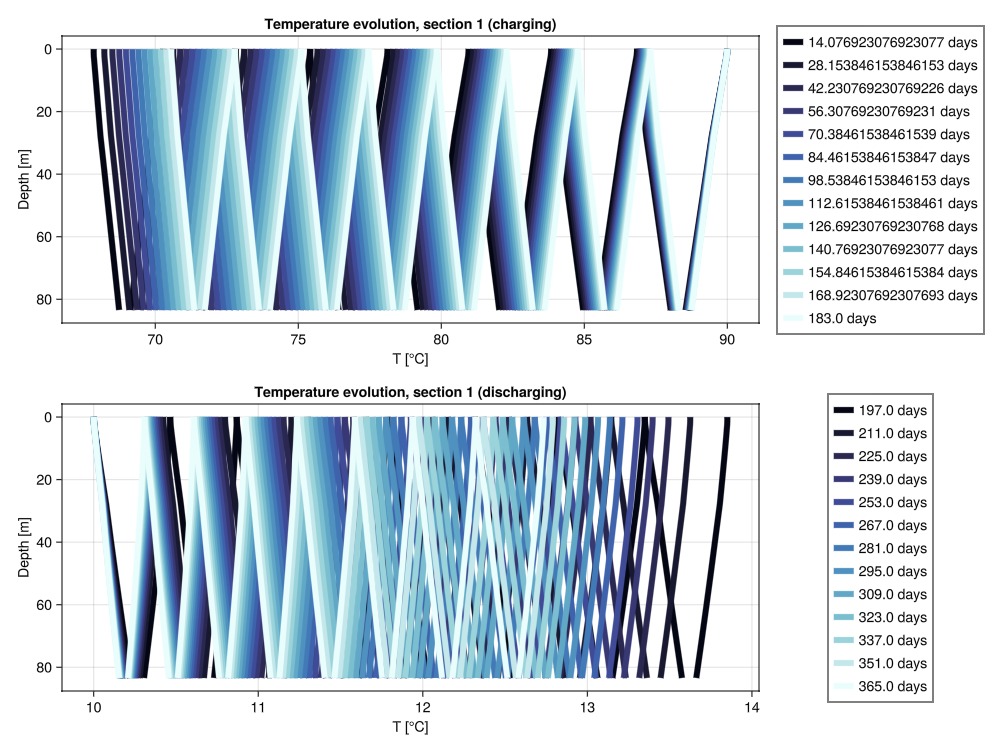 Temperature evolution, section 1 (charging)
0
20
40
60
80
Depth [m]
70
75
80
85
90
T [°C]
14.076923076923077 days
28.153846153846153 days
42.230769230769226 days
56.30769230769231 days
70.38461538461539 days
84.46153846153847 days
98.53846153846153 days
112.61538461538461 days
126.69230769230768 days
140.76923076923077 days
154.84615384615384 days
168.92307692307693 days
183.0 days
Temperature evolution, section 1 (discharging)
0
20
40
60
80
Depth [m]
10
11
12
13
14
T [°C]
197.0 days
211.0 days
225.0 days
239.0 days
253.0 days
267.0 days
281.0 days
295.0 days
309.0 days
323.0 days
337.0 days
351.0 days
365.0 days